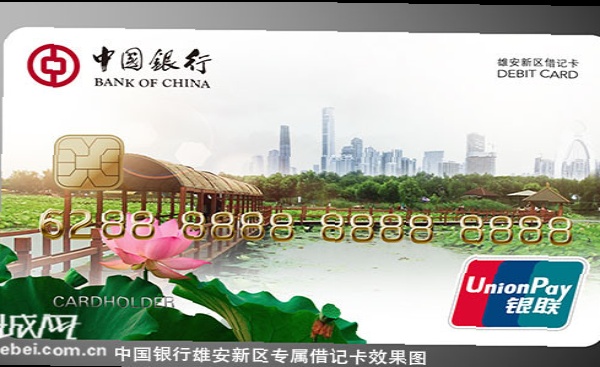 中国银行
BANK OF CHINA
雄安新区借记卡
DEBIT CARD
6288 8888 8888 8888
CARDHOLDER
UnionPay
银联
城网
ebei.com.cn 中国银行雄安新区专属借记卡效果图